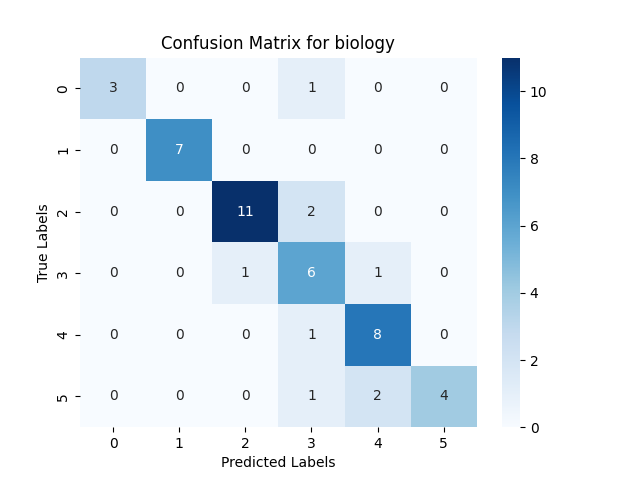 Confusion Matrix for biology
0 3 0 0 1 0 0
1 0 7 0 0 0 0
2 0 0 11 2 0 0
3 0 0 1 6 1 0
4 0 0 0 1 8 0
5 0 0 0 1 2 4
0 1 2 3 4 5
True Labels
Predicted Labels
10
8
6
4
2
0